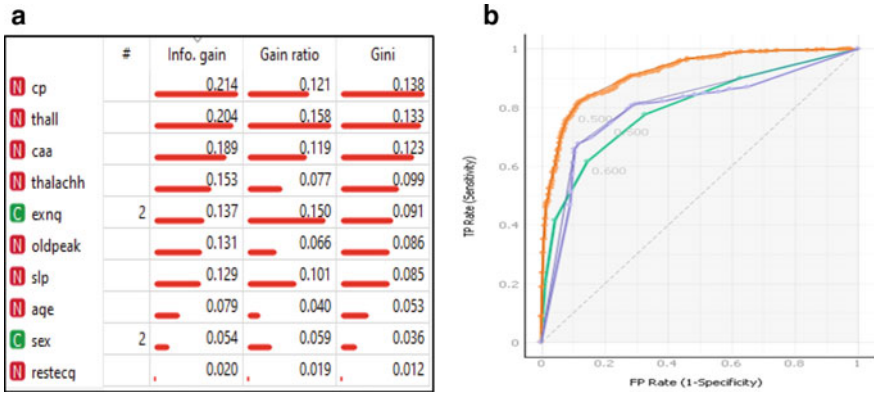 a
# Info. gain Gain ratio Gini
N cp 0.214 0.121 0.138
N thall 0.204 0.158 0.133
N caa 0.189 0.119 0.123
N thalachh 0.153 0.077 0.099
C exng 2 0.137 0.150 0.091
N oldpeak 0.131 0.066 0.086
N slp 0.129 0.101 0.085
N age 0.079 0.040 0.053
C sex 2 0.054 0.059 0.036
N restecg 0.020 0.019 0.012
b
1
0.8
0.6
0.4
0.2
0
TP Rate (Sensitivity)
0.500
0.500
0.600
0 0.2 0.4 0.6 0.8 1
FP Rate (1-Specificity)